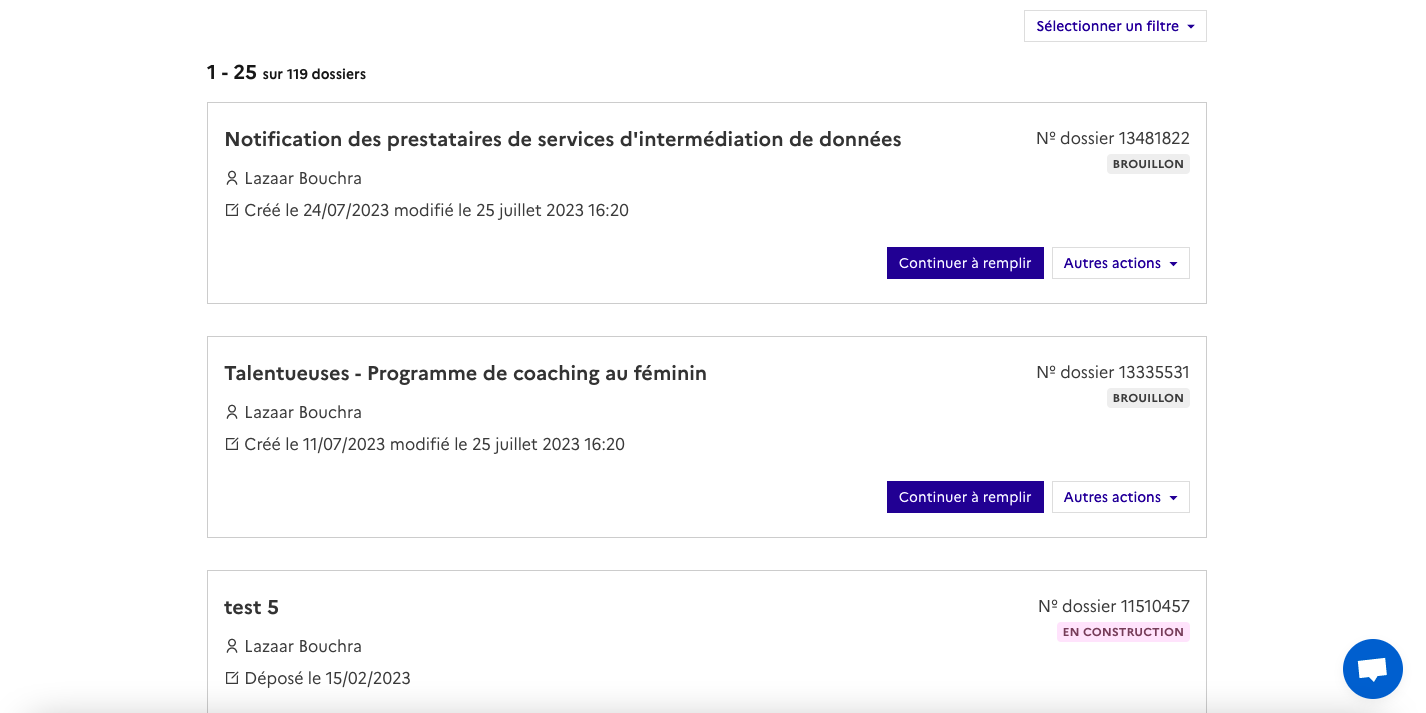 Sélectionner un filtre
1 - 25 sur 119 dossiers
Notification des prestataires de services d'intermédiation de données
Nº dossier 13481822
BROUILLON
Lazaar Bouchra
Créé le 24/07/2023 modifié le 25 juillet 2023 16:20
Continuer à remplir
Autres actions
Talentueuses - Programme de coaching au féminin
Nº dossier 13335531
BROUILLON
Lazaar Bouchra
Créé le 11/07/2023 modifié le 25 juillet 2023 16:20
Continuer à remplir
Autres actions
test 5
Nº dossier 11510457
EN CONSTRUCTION
Lazaar Bouchra
Déposé le 15/02/2023